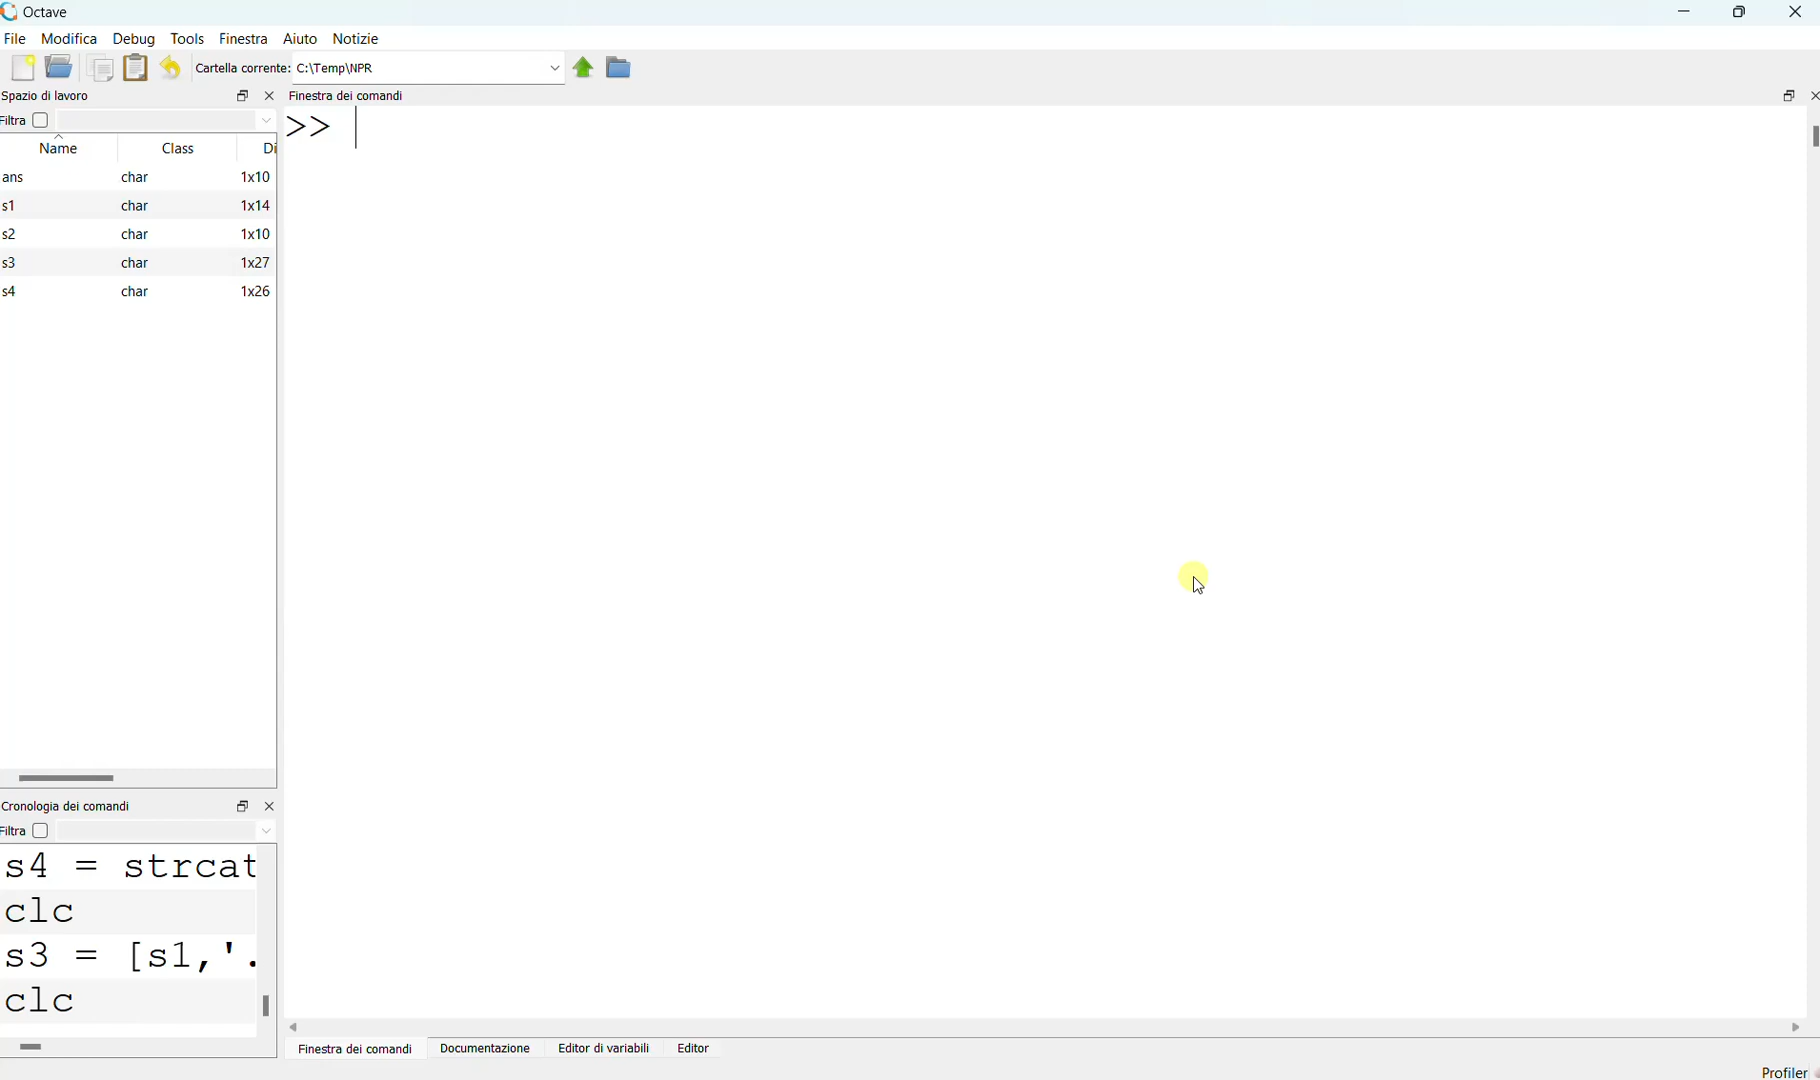 Octave
File Modifica Debug Tools Finestra Aiuto Notizie
Cartella corrente: C:\Temp\NPR
Spazio di lavoro
Filtra
Name Class Di
ans char 1x10
s1 char 1x14
s2 char 1x10
s3 char 1x27
s4 char 1x26
Cronologia dei comandi
Filtra
s4 = strcat
clc
s3 = [s1,'.
clc
Finestra dei comandi
>>
Finestra dei comandi Documentazione Editor di variabili Editor
Profiler